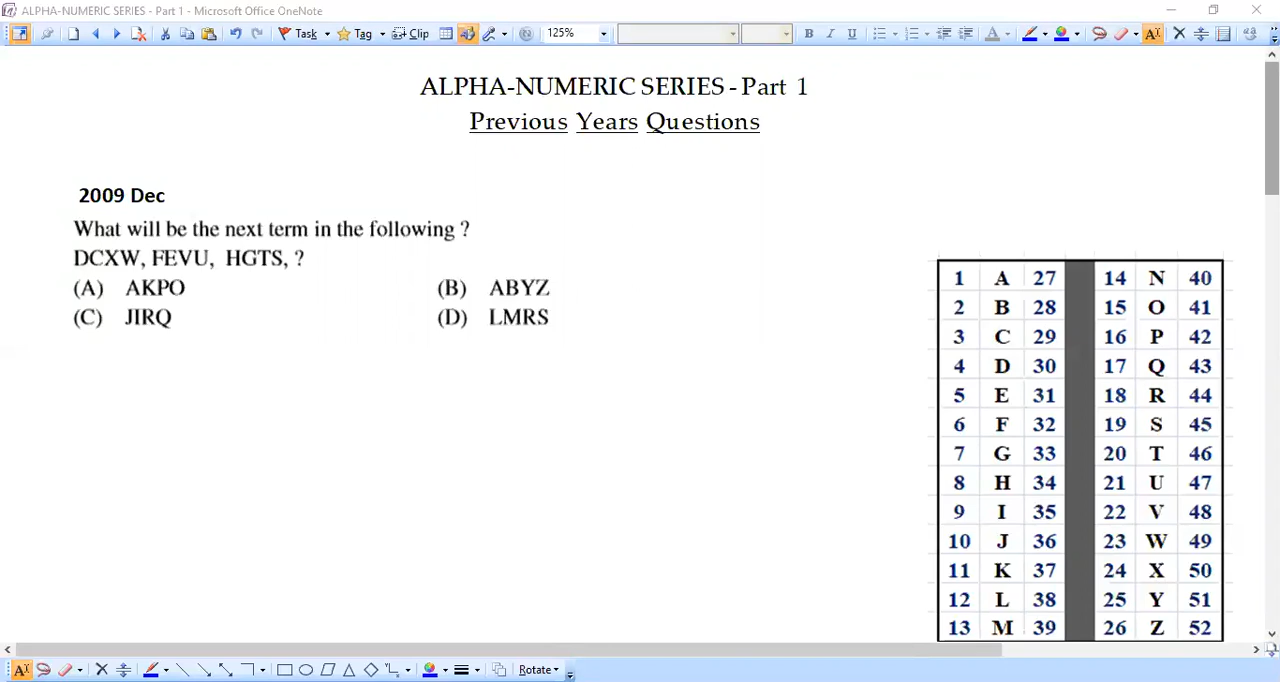 ALPHA-NUMERIC SERIES - Part 1 - Microsoft Office OneNote
Task Tag Clip 125% B I U
ALPHA-NUMERIC SERIES - Part 1
Previous Years Questions
2009 Dec
What will be the next term in the following ?
DCXW, FEVU, HGTS, ?
(A) AKPO (B) ABYZ
(C) JIRQ (D) LMRS
1 A 27 14 N 40
2 B 28 15 O 41
3 C 29 16 P 42
4 D 30 17 Q 43
5 E 31 18 R 44
6 F 32 19 S 45
7 G 33 20 T 46
8 H 34 21 U 47
9 I 35 22 V 48
10 J 36 23 W 49
11 K 37 24 X 50
12 L 38 25 Y 51
13 M 39 26 Z 52
Rotate